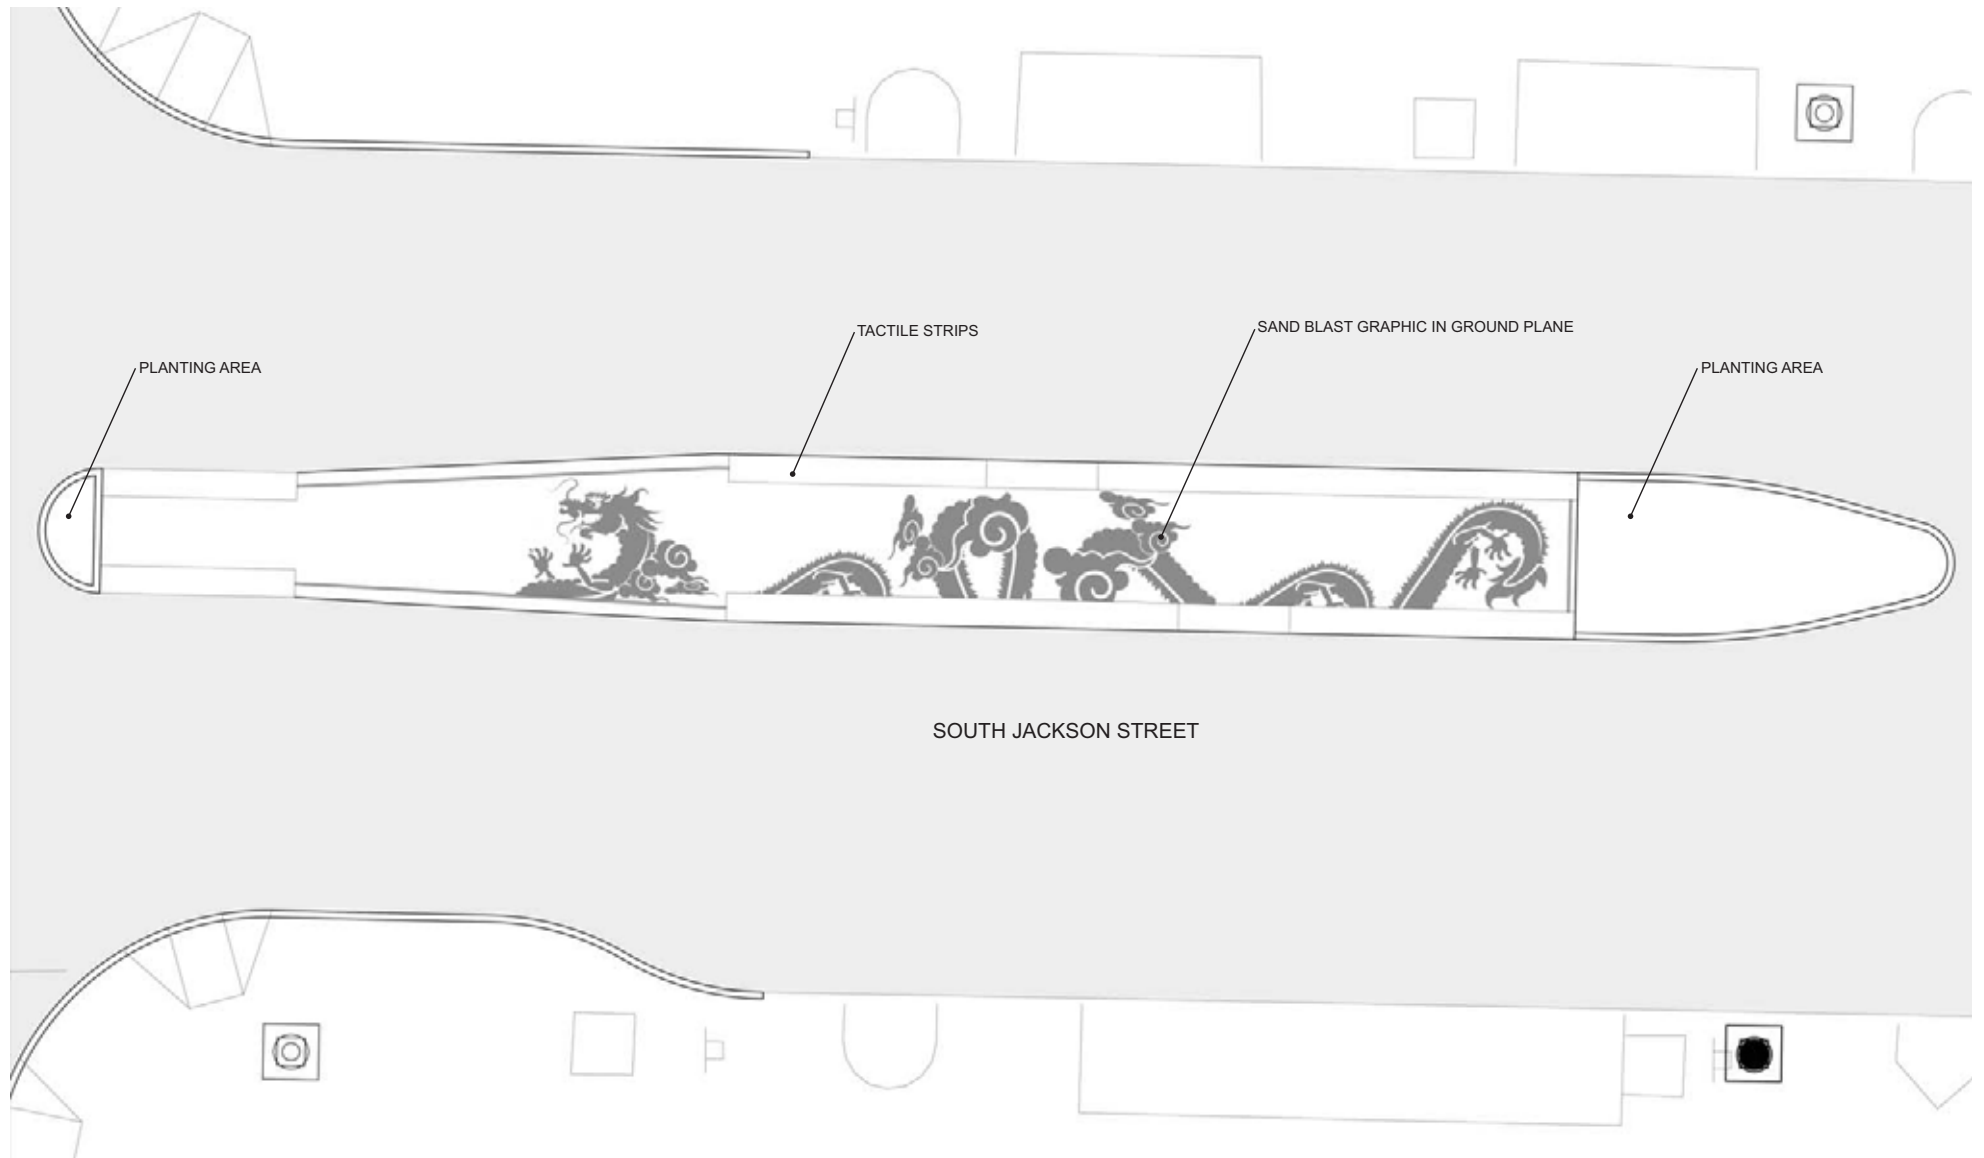 TACTILE STRIPS
SAND BLAST GRAPHIC IN GROUND PLANE
PLANTING AREA
PLANTING AREA
SOUTH JACKSON STREET